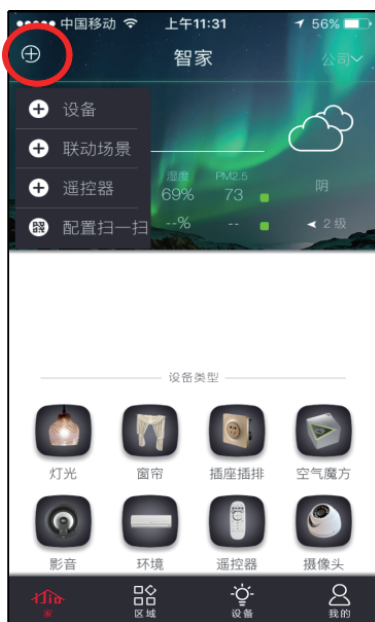 中国移动 上午11:31 56%
智家 公司
设备
联动场景
遥控器
配置扫一扫
湿度 PM2.5
69% 73 阴
--% -- 2 级
设备类型
灯光 窗帘 插座插排 空气魔方
影音 环境 遥控器 摄像头
家 区域 设备 我的